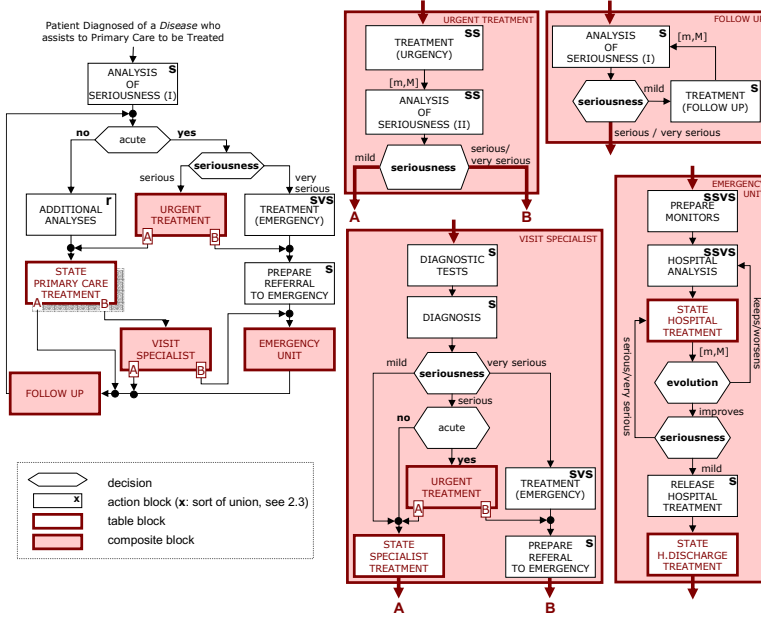 Patient Diagnosed of a Disease who
assists to Primary Care to be Treated
S
ANALYSIS
OF
SERIOUSNESS (I)
no
acute
yes
seriousness
serious
very
serious
r
ADDITIONAL
ANALYSES
URGENT
TREATMENT
A
B
SVS
TREATMENT
(EMERGENCY)
STATE
PRIMARY CARE
TREATMENT
A
B
S
PREPARE
REFERRAL
TO EMERGENCY
VISIT
SPECIALIST
A
B
EMERGENCY
UNIT
FOLLOW UP
decision
x
action block (x: sort of union, see 2.3)
table block
composite block
URGENT TREATMENT
SS
TREATMENT
(URGENCY)
[m,M]
SS
ANALYSIS
OF
SERIOUSNESS (II)
mild
seriousness
serious/
very serious
A
B
FOLLOW UP
S
ANALYSIS
OF
SERIOUSNESS (I)
[m,M]
seriousness
mild
S
TREATMENT
(FOLLOW UP)
serious / very serious
VISIT SPECIALIST
S
DIAGNOSTIC
TESTS
S
DIAGNOSIS
mild
seriousness
very serious
serious
no
acute
yes
URGENT
TREATMENT
A
B
SVS
TREATMENT
(EMERGENCY)
STATE
SPECIALIST
TREATMENT
S
PREPARE
REFERAL
TO EMERGENCY
A
B
EMERGENCY
UNIT
SSVS
PREPARE
MONITORS
SSVS
HOSPITAL
ANALYSIS
STATE
HOSPITAL
TREATMENT
[m,M]
evolution
keeps/worsens
improves
serious/very serious
seriousness
mild
S
RELEASE
HOSPITAL
TREATMENT
STATE
H.DISCHARGE
TREATMENT